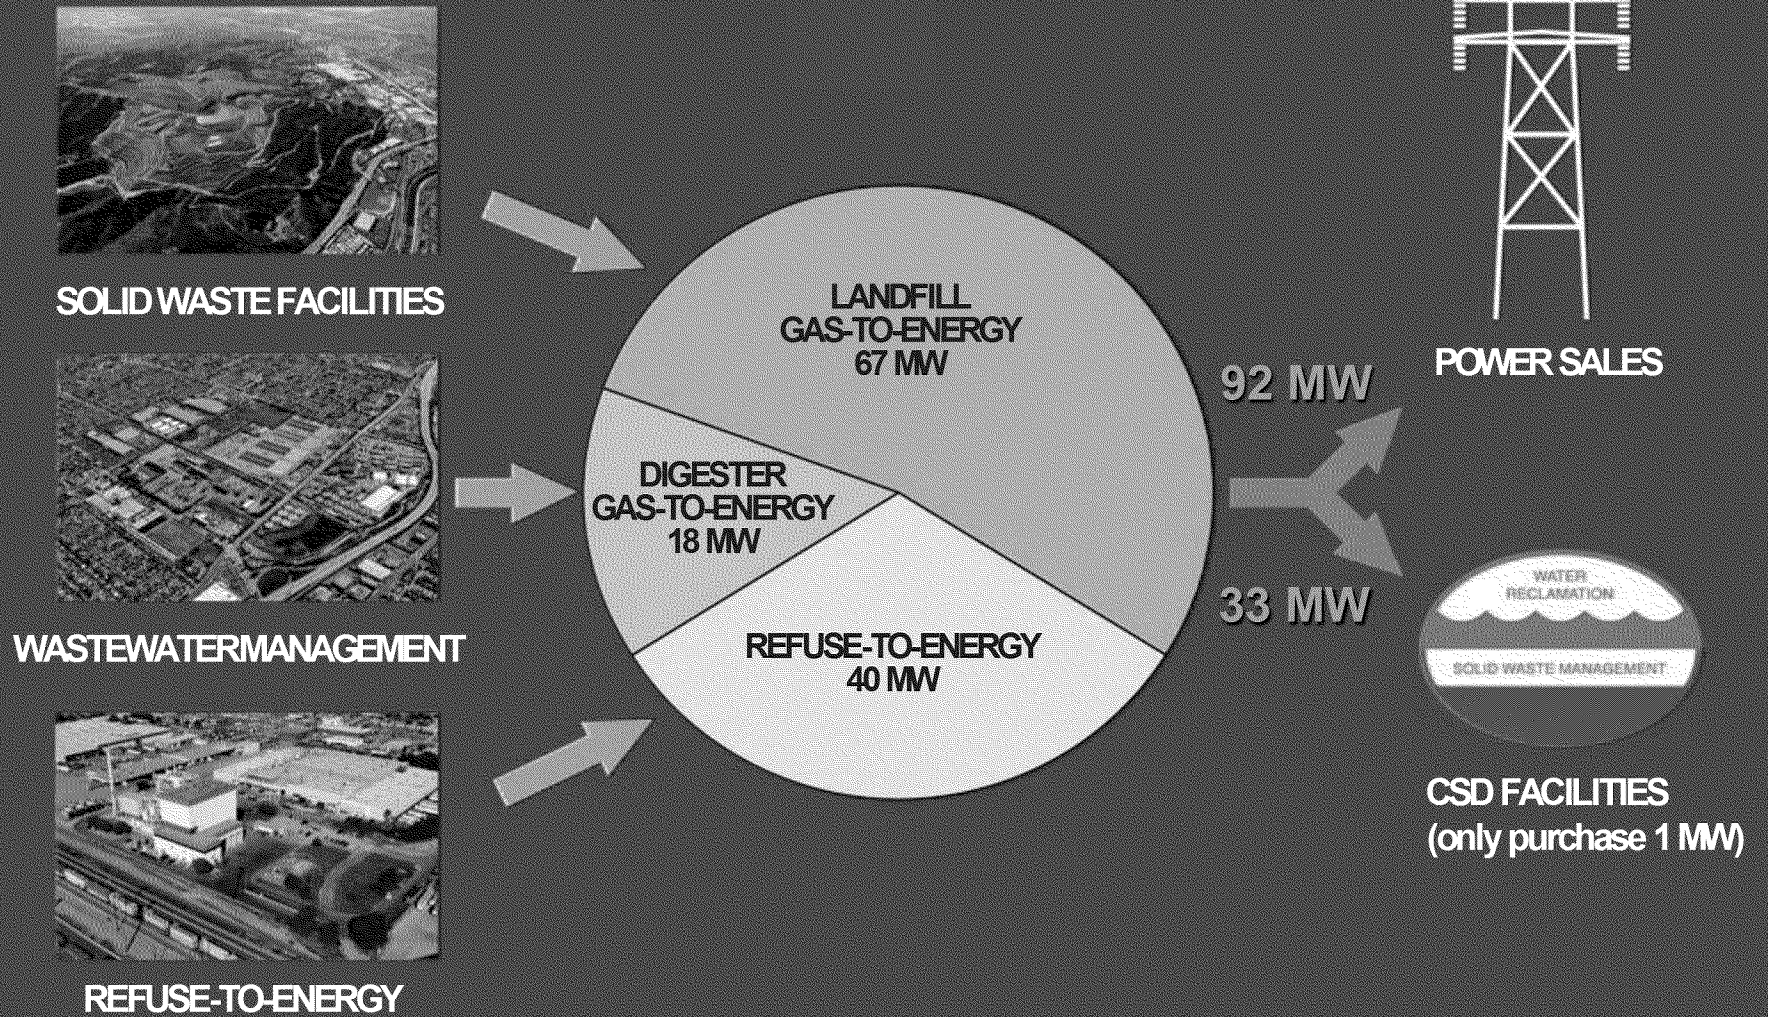 SOLID WASTE FACILITIES
WASTEWATER MANAGEMENT
REFUSE-TO-ENERGY
LANDFILL
GAS-TO-ENERGY
67 MW
DIGESTER
GAS-TO-ENERGY
18 MW
REFUSE-TO-ENERGY
40 MW
92 MW
33 MW
POWER SALES
WATER
RECLAMATION
SOLID WASTE MANAGEMENT
CSD FACILITIES
(only purchase 1 MW)